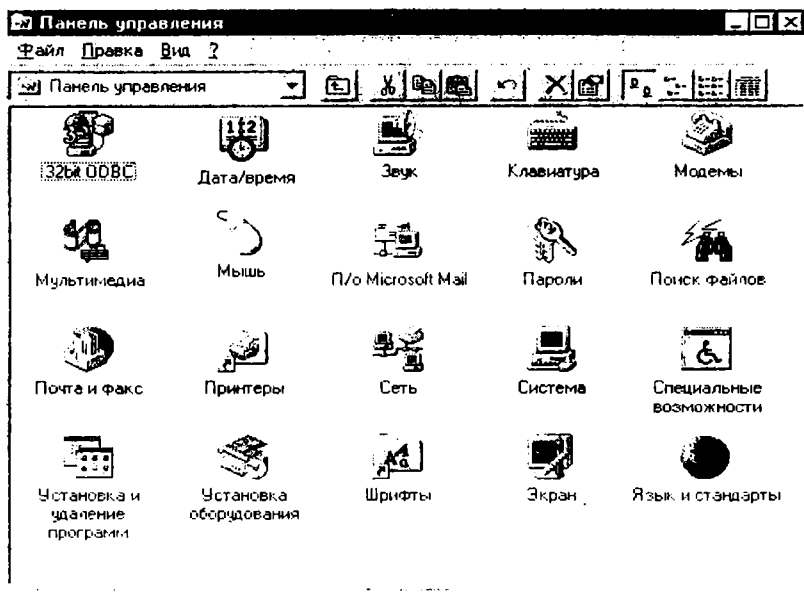 Панель управления
Файл Правка Вид ?
Панель управления
32bit ODBC
Дата/время
Звук
Клавиатура
Модемы
Мультимедиа
Мышь
П/о Microsoft Mail
Пароли
Поиск файлов
Почта и факс
Принтеры
Сеть
Система
Специальные
возможности
Установка и
удаление
программ
Установка
оборудования
Шрифты
Экран
Язык и стандарты